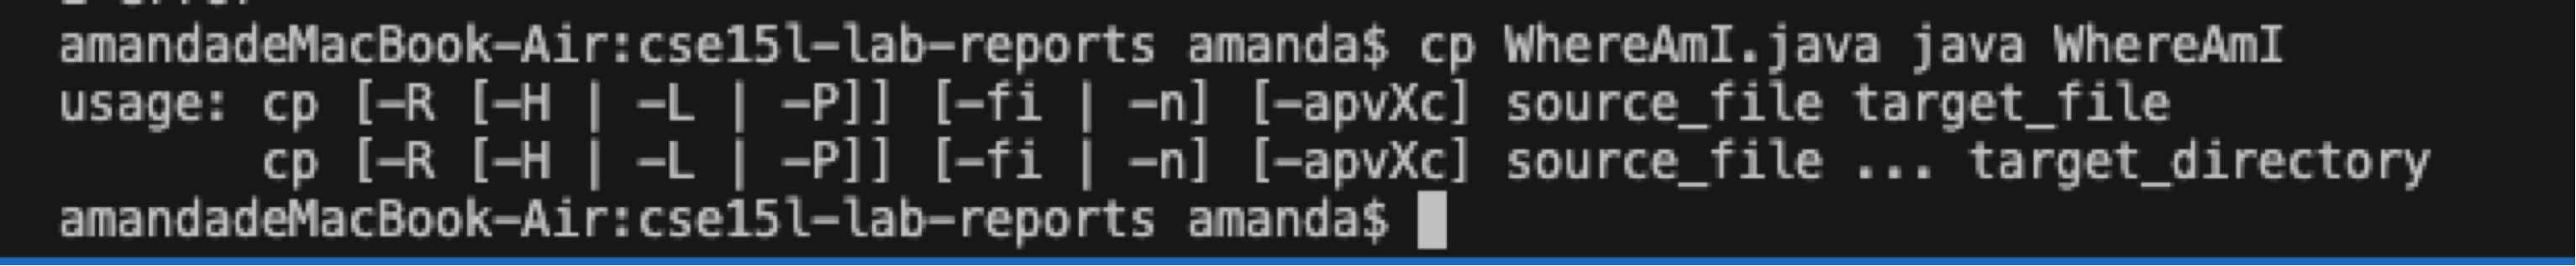 amandadeMacBook-Air:cse15l-lab-reports amanda$ cp WhereAmI.java java WhereAmI
usage: cp [-R [-H | -L | -P]] [-fi | -n] [-apvXc] source_file target_file
       cp [-R [-H | -L | -P]] [-fi | -n] [-apvXc] source_file ... target_directory
amandadeMacBook-Air:cse15l-lab-reports amanda$